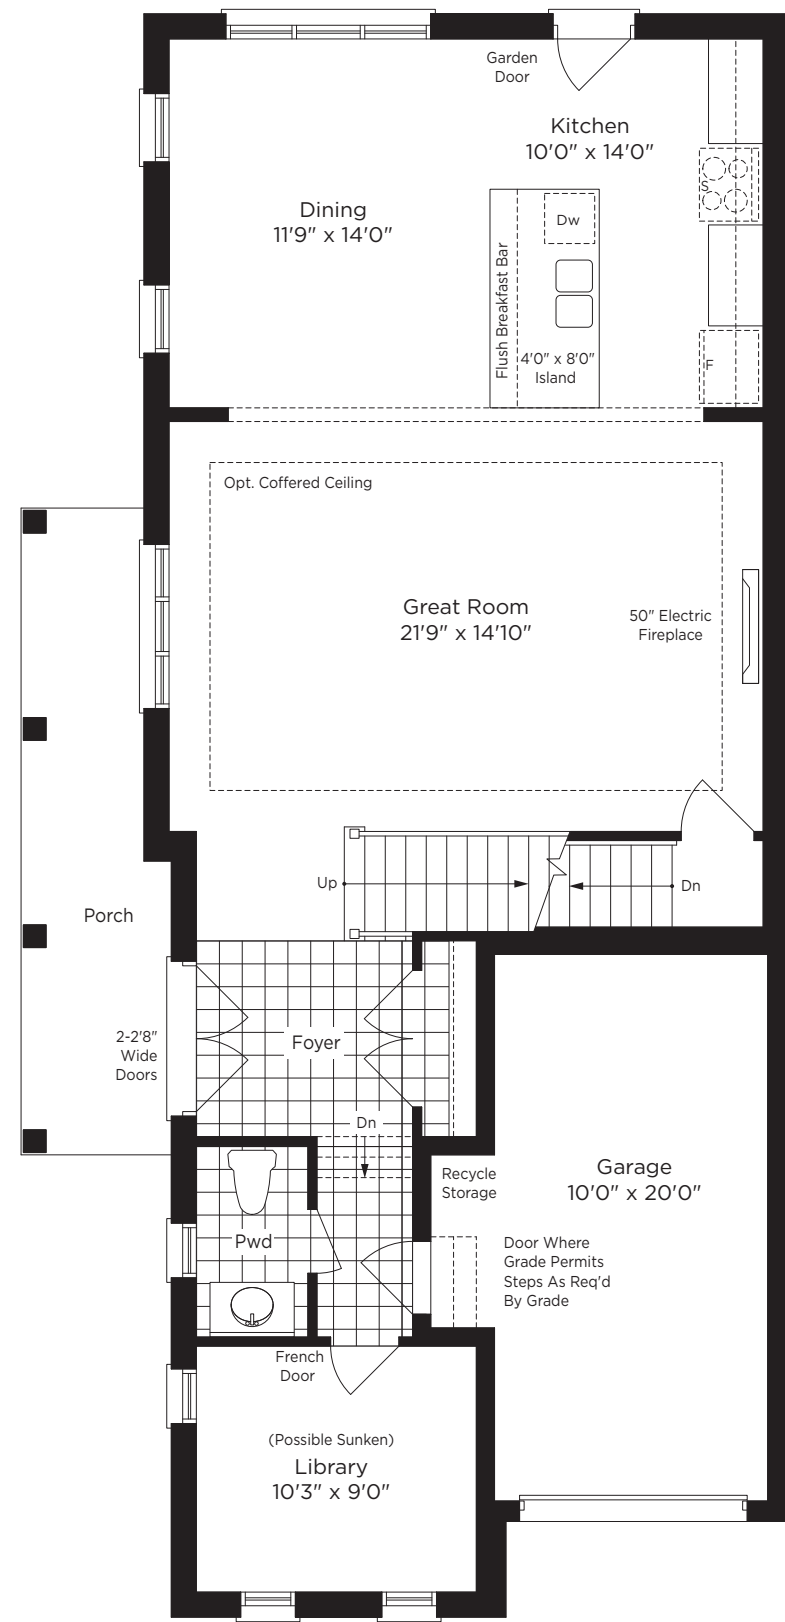 Garden
Door
Kitchen
10'0" x 14'0"
S
Dining
11'9" x 14'0"
Dw
Flush Breakfast Bar
4'0" x 8'0"
Island
F
Opt. Coffered Ceiling
Great Room
21'9" x 14'10"
50" Electric
Fireplace
Up
Dn
Porch
2-2'8"
Wide
Doors
Foyer
Dn
Recycle
Storage
Garage
10'0" x 20'0"
Pwd
Door Where
Grade Permits
Steps As Req'd
By Grade
French
Door
(Possible Sunken)
Library
10'3" x 9'0"